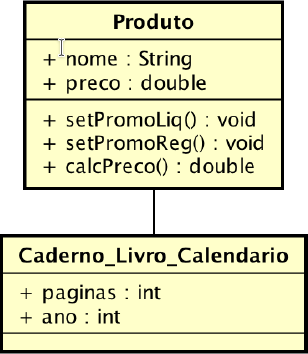 Produto
+ nome : String
+ preco : double
+ setPromoLiq() : void
+ setPromoReg() : void
+ calcPreco() : double
Caderno_Livro_Calendario
+ paginas : int
+ ano : int